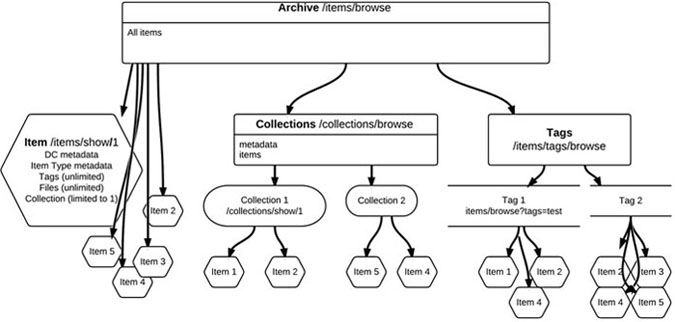 Archive /items/browse
All items
Item /items/show/1
DC metadata
Item Type metadata
Tags (unlimited)
Files (unlimited)
Collection (limited to 1)
Item 2
Item 5
Item 3
Item 4
Collections /collections/browse
metadata
items
Collection 1
/collections/show/1
Collection 2
Item 1
Item 2
Item 5
Item 4
Tags
/items/tags/browse
Tag 1
items/browse?tags=test
Tag 2
Item 1
Item 2
Item 4
Item 2
Item 3
Item 4
Item 5